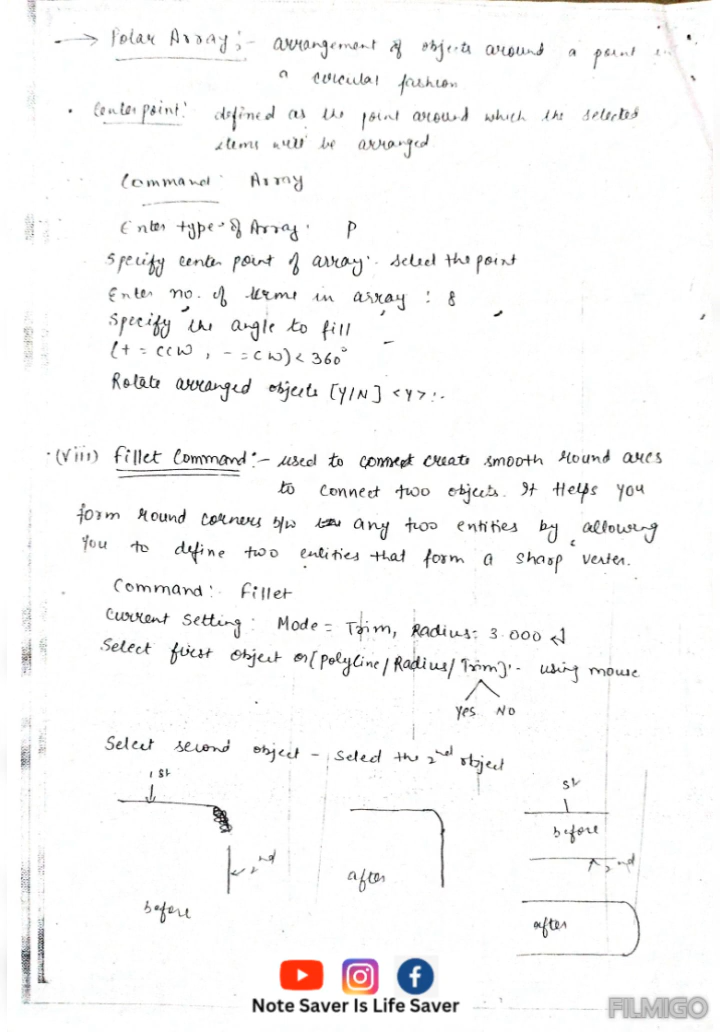 → Polar Array :- arrangement of objects around a point in
a circular fashion
• Center point: defined as the point around which the selected
items will be arranged
Command: Array
Enter type of Array: P
Specify center point of array: select the point
Enter no. of items in array : 8
Specify the angle to fill
(+ = CCW, - = CW) < 360°
Rotate arranged objects [Y/N] <Y> :-
(viii) Fillet Command :- used to create smooth round arcs
to connect two objects. It Helps you
form round corners b/w any two entities by allowing
you to define two entities that form a sharp vertex.
Command: Fillet
Current Setting: Mode = Trim, Radius: 3.000
Select first object or [polyline / Radius / Trim] :- using mouse
Yes NO
Select second object - Select the 2nd object
1st
2nd
before
after
st
before
2nd
after
Note Saver Is Life Saver
FILMIGO